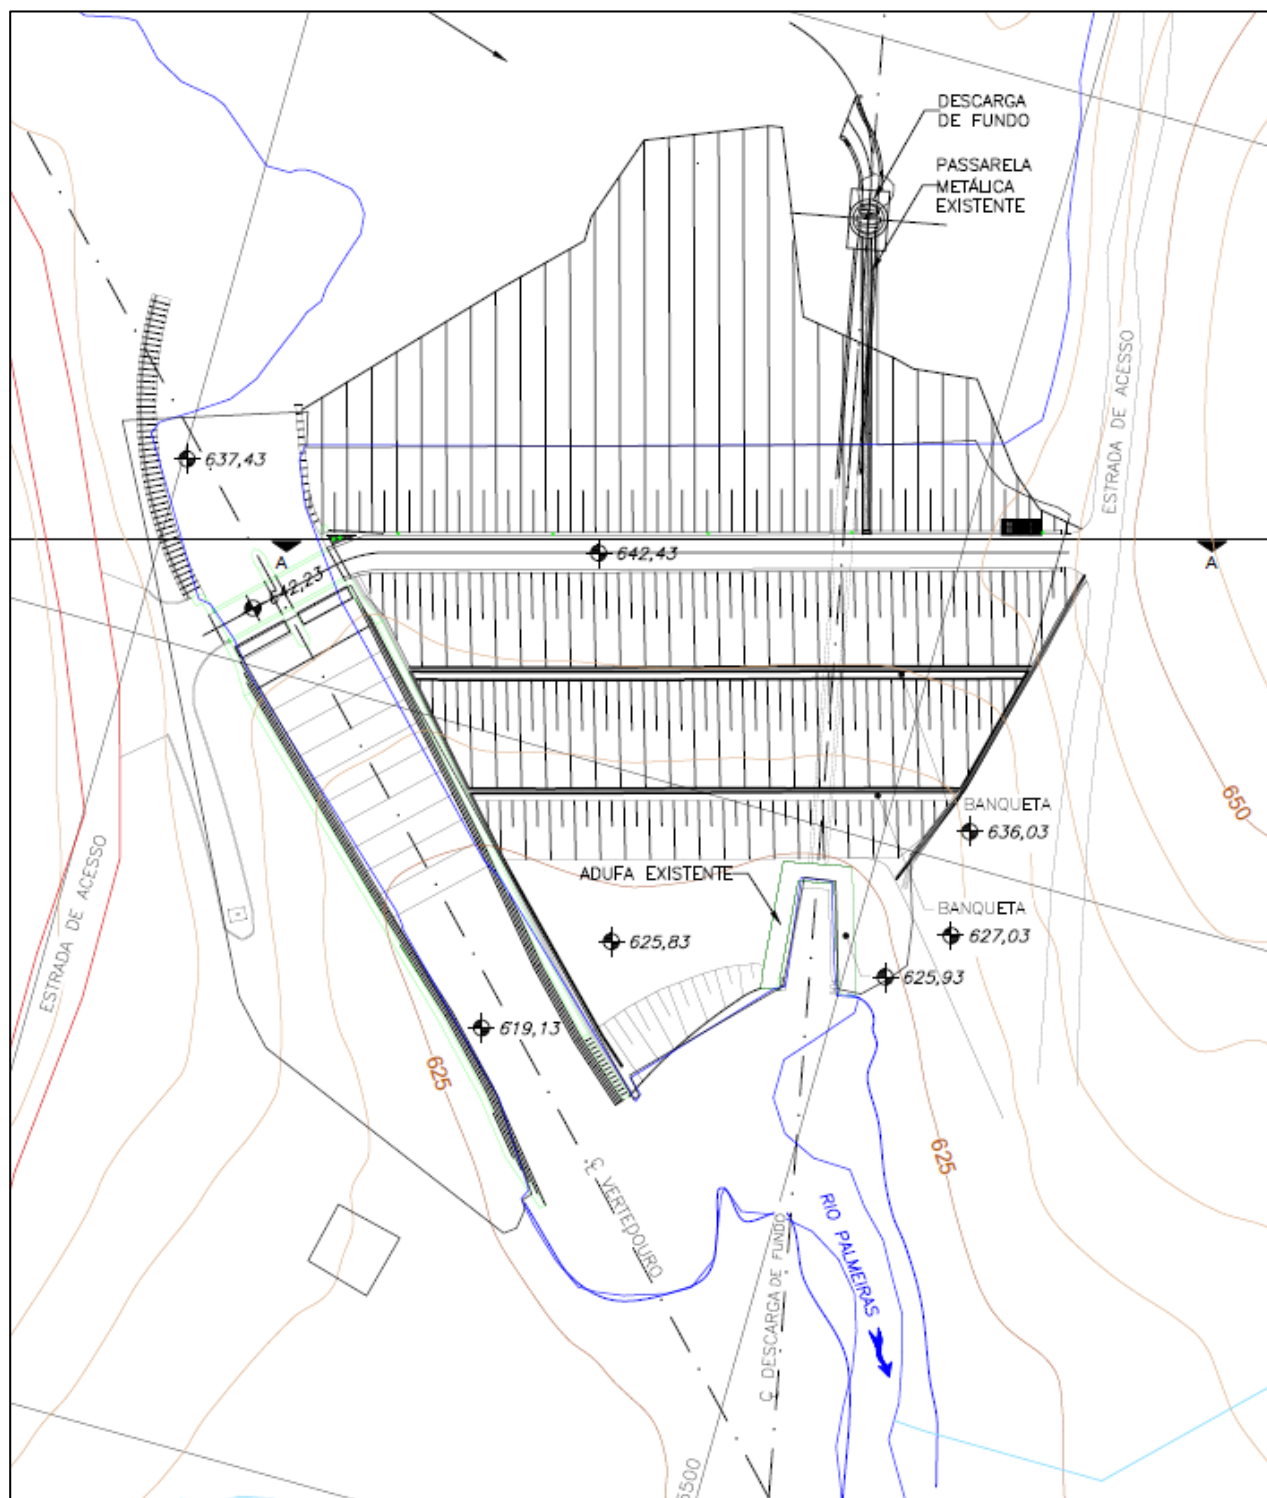 DESCARGA
DE FUNDO
PASSARELA
METÁLICA
EXISTENTE
ESTRADA DE ACESSO
637,43
642,43
A
A
642,23
650
BANQUETA
636,03
ESTRADA DE ACESSO
ADUFA EXISTENTE
BANQUETA
627,03
625,83
625,93
619,13
625
625
℄ VERTEDOURO
RIO PALMEIRAS
℄ DESCARGA DE FUNDO